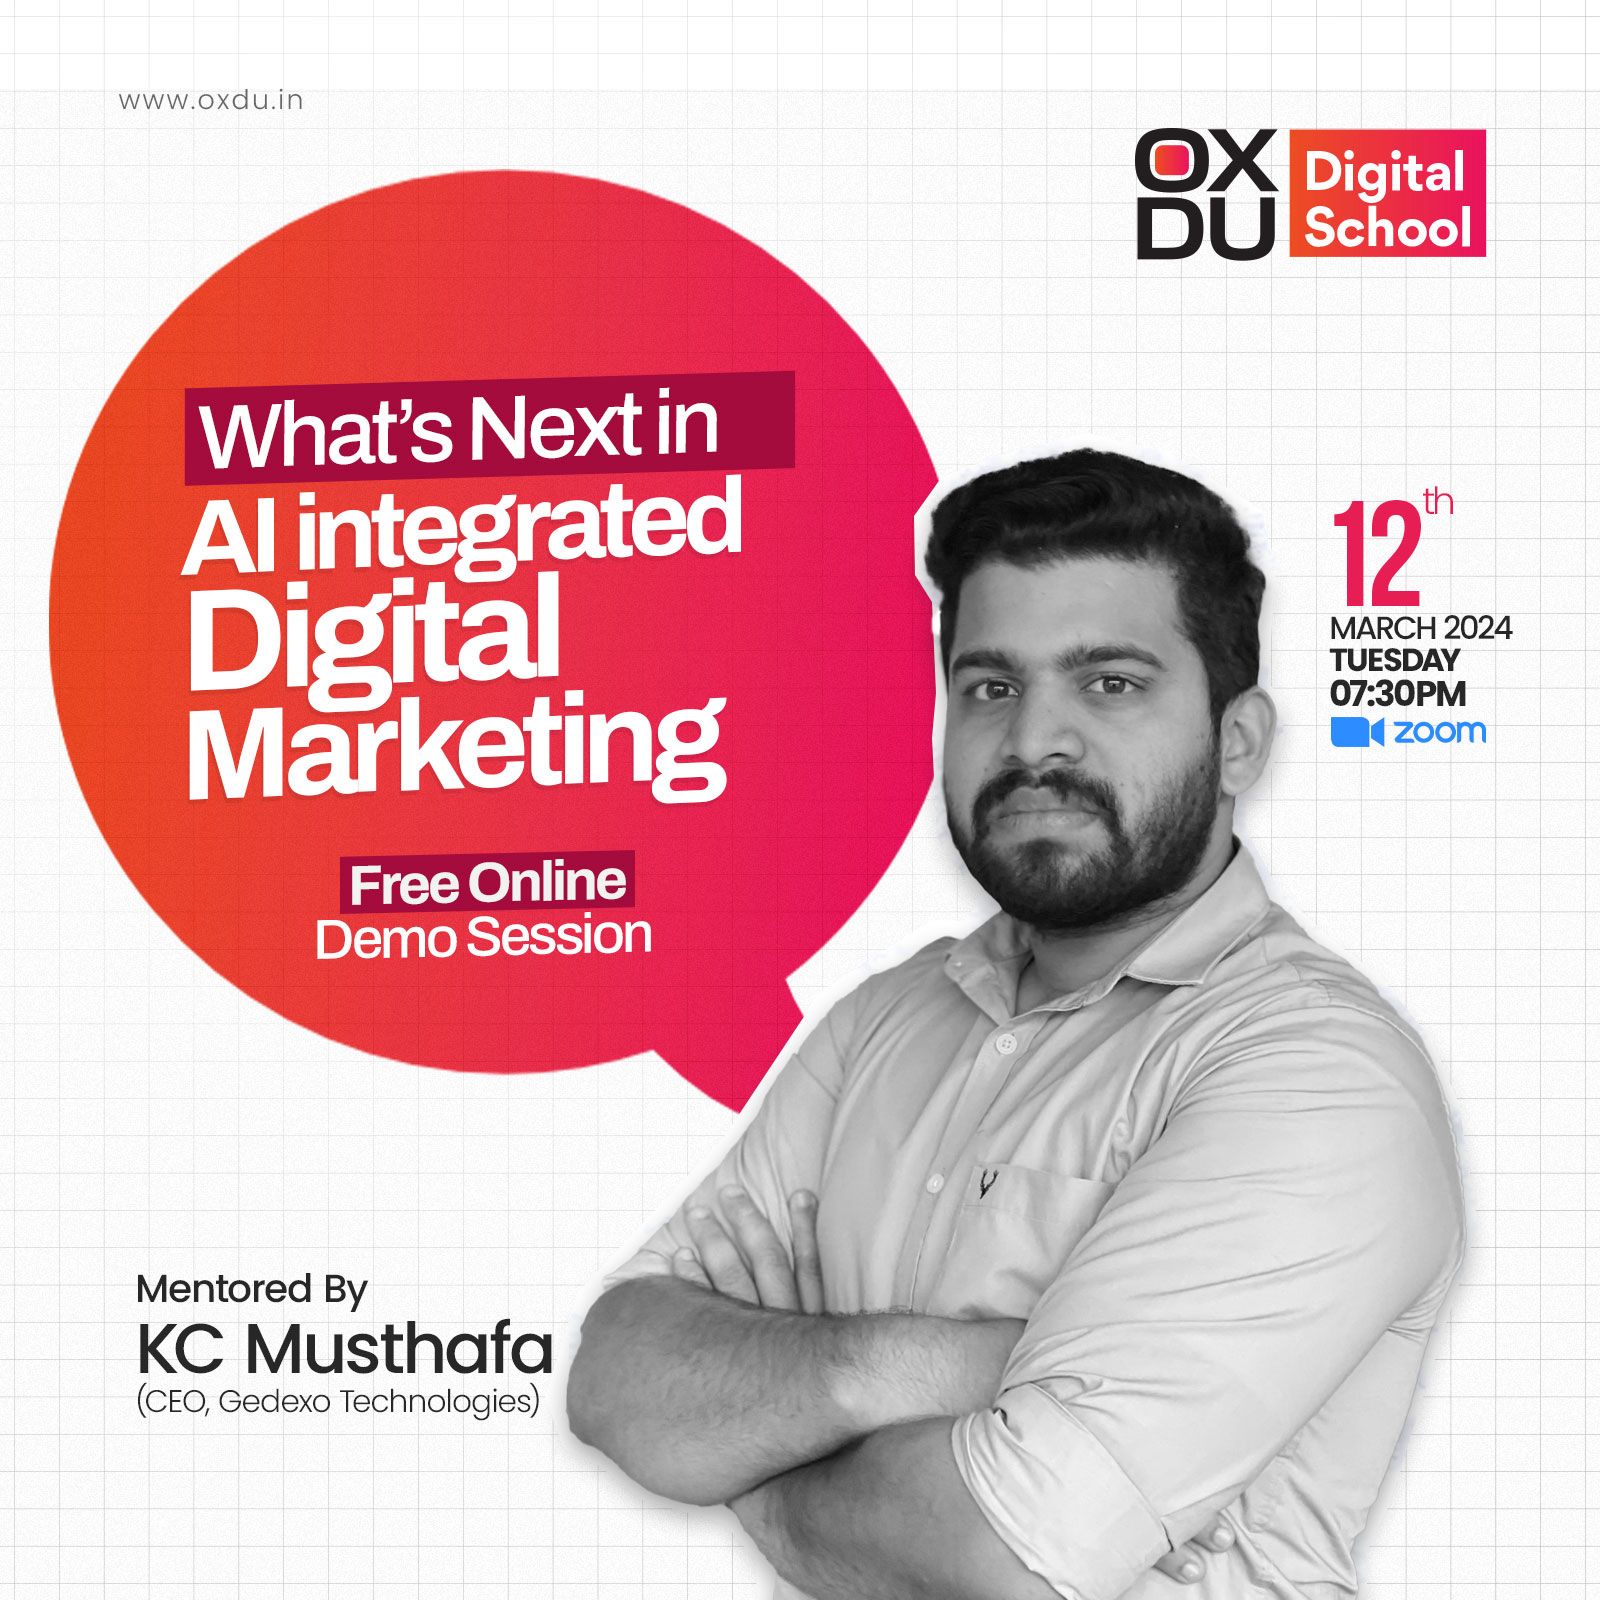 www.oxdu.in
OX
DU
Digital
School
What's Next in
AI integrated
Digital
Marketing
Free Online
Demo Session
12th
MARCH 2024
TUESDAY
07:30PM
zoom
Mentored By
KC Musthafa
(CEO, Gedexo Technologies)